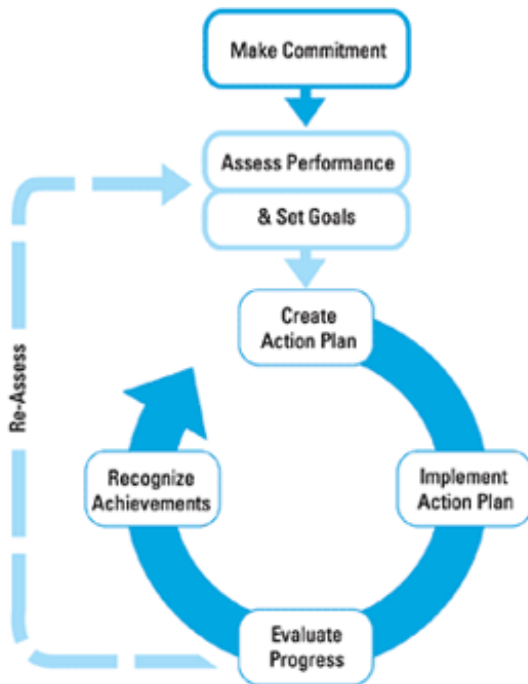 Make Commitment
Assess Performance
& Set Goals
Create
Action Plan
Re-Assess
Recognize
Achievements
Implement
Action Plan
Evaluate
Progress